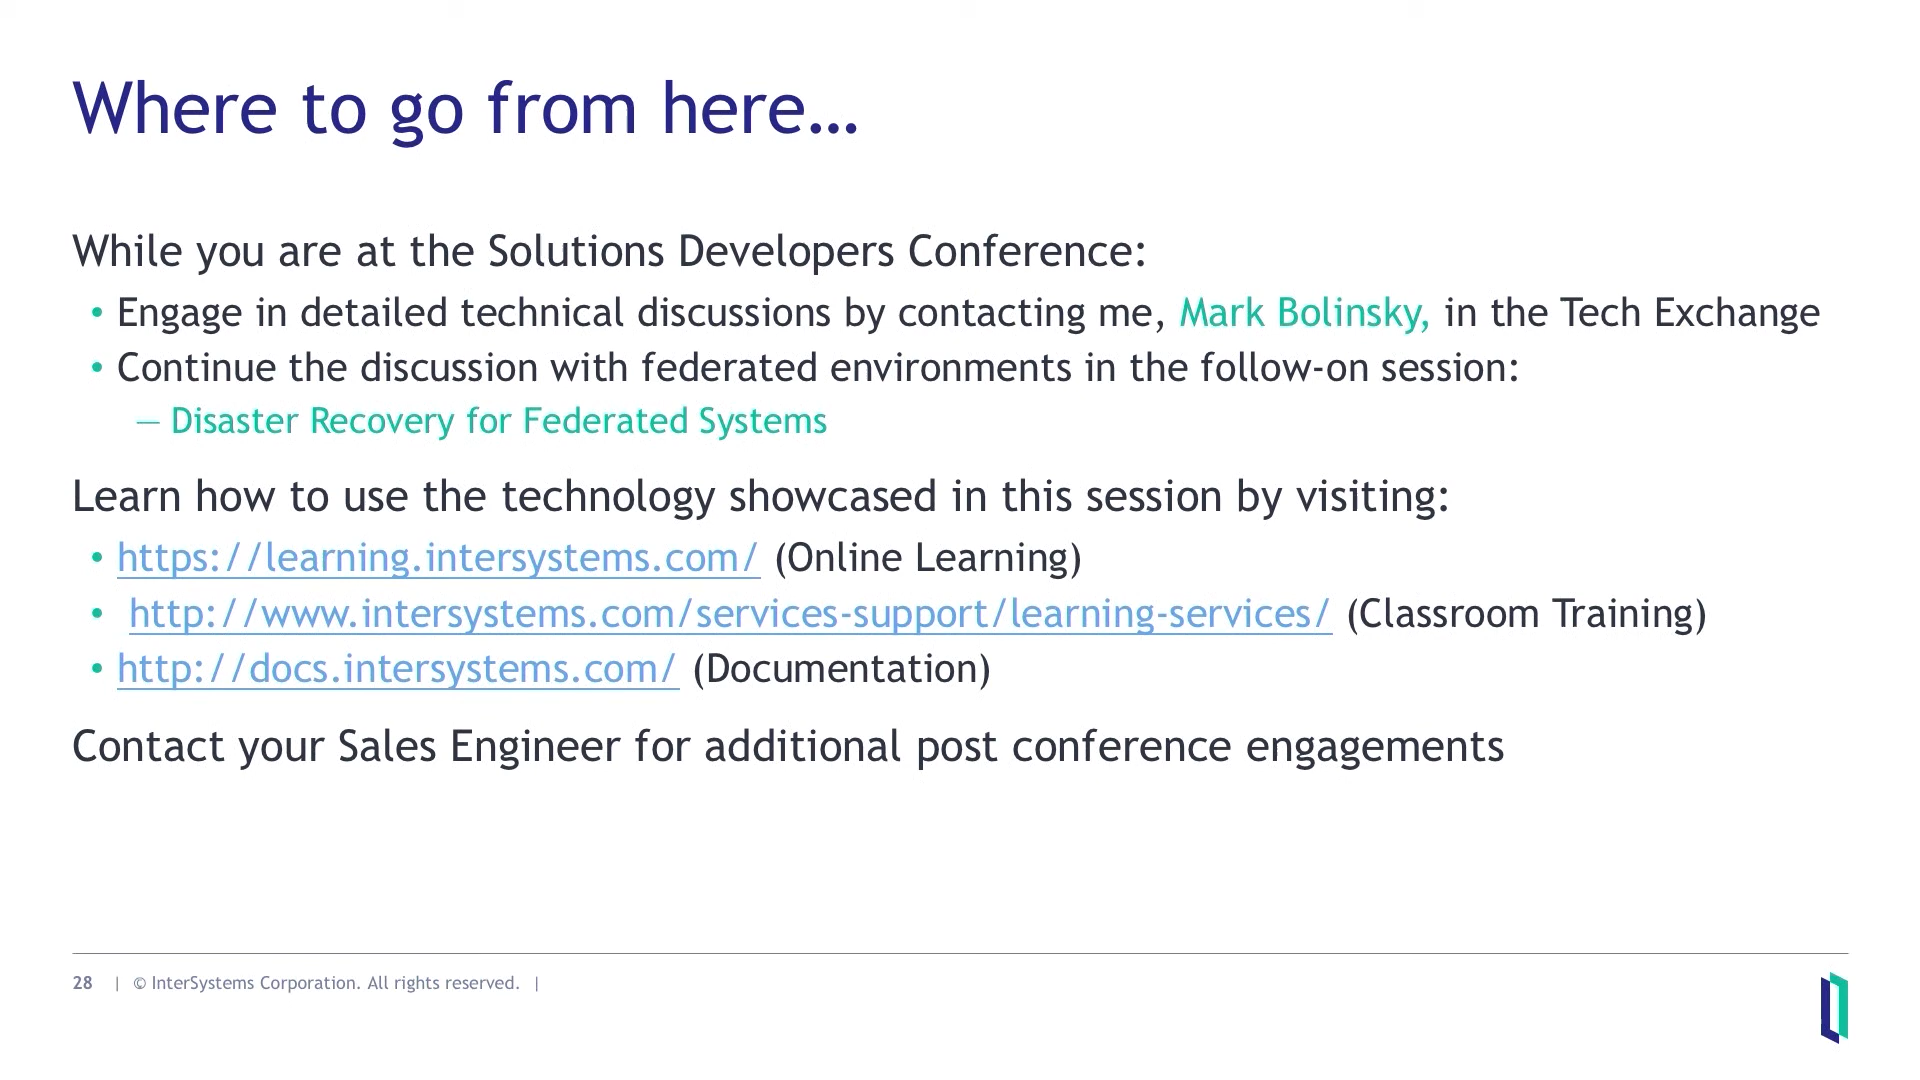 Where to go from here…
While you are at the Solutions Developers Conference:
• Engage in detailed technical discussions by contacting me, Mark Bolinsky, in the Tech Exchange
• Continue the discussion with federated environments in the follow-on session:
— Disaster Recovery for Federated Systems
Learn how to use the technology showcased in this session by visiting:
• https://learning.intersystems.com/ (Online Learning)
• http://www.intersystems.com/services-support/learning-services/ (Classroom Training)
• http://docs.intersystems.com/ (Documentation)
Contact your Sales Engineer for additional post conference engagements
28 | © InterSystems Corporation. All rights reserved. |